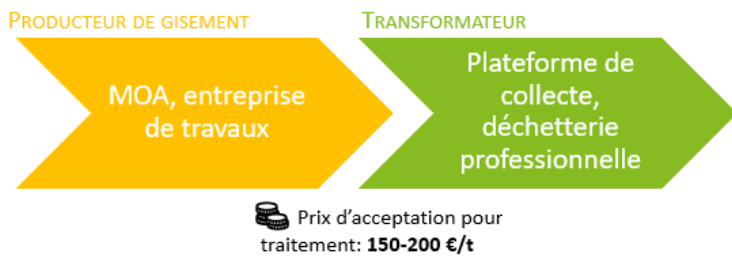 PRODUCTEUR DE GISEMENT
TRANSFORMATEUR
MOA, entreprise
de travaux
Plateforme de
collecte,
déchetterie
professionnelle
Prix d’acceptation pour
traitement: 150-200 €/t